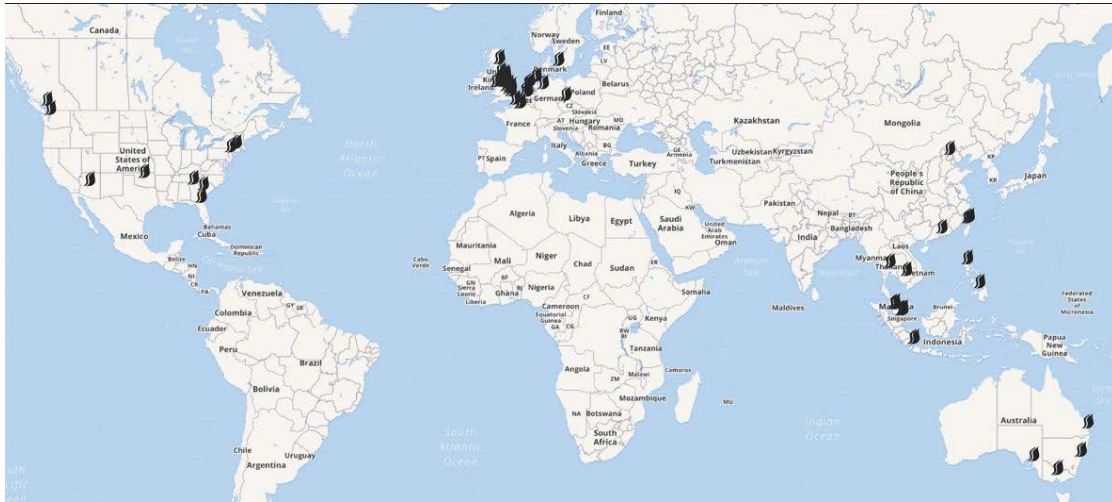 Canada
Norway
Finland
Sweden
EE
LV
Denmark
Ireland
Belarus
Poland
Germany
BE
CZ
Slovakia
France
AT
Hungary
MD
Slovenia
Romania
Kazakhstan
Mongolia
North
Atlantic
Ocean
Italy
BG
Albania
GE
Armenia
Uzbekistan
Kyrgyzstan
Turkmenistan
KP
KR
Japan
United
States of
America
PT
Spain
Greece
Turkey
People's
Republic
of China
IQ
KW
Pakistan
Nepal
BT
Bangladesh
Algeria
Libya
Egypt
Saudi
Arabia
United
Arab
Emirates
Oman
India
Mexico
Bahamas
Cuba
Dominican
Republic
Myanmar
Laos
Thailand
Vietnam
Belize
HN
NI
CR
PA
Caribbean Sea
Cabo
Verde
Mauritania
Senegal
Mali
Niger
Chad
Sudan
ER
Arabian
Sea
GN
Sierra
Leone
Liberia
BF
Ghana
BJ
Nigeria
CF
Somalia
Maldives
Malaysia
Singapore
Brunei
Federated
States of
Micronesia
Venezuela
GY
SR
Colombia
Ecuador
Cameroon
Equatorial
Guinea
GA
CG
UG
Kenya
RW
BI
Indonesia
Papua
New
Guinea
Peru
Brazil
Tanzania
Angola
Malawi
Comoros
ZM
Mozambique
Bolivia
NA
Botswana
MU
South
Africa
Indian
Ocean
Australia
South
Atlantic
Ocean
Chile
Uruguay
Argentina